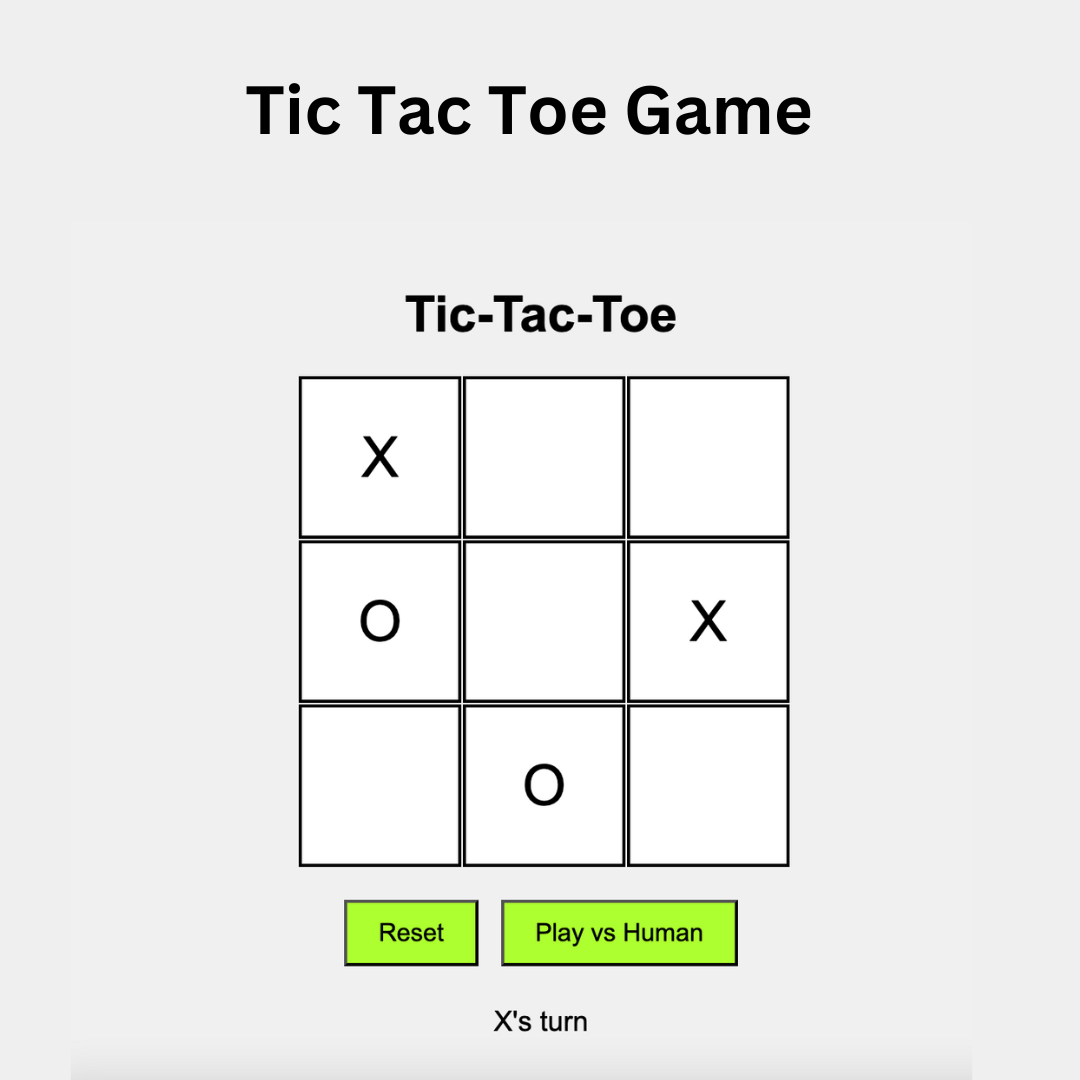 Tic Tac Toe Game
Tic-Tac-Toe
X
O X
O
Reset Play vs Human
X's turn